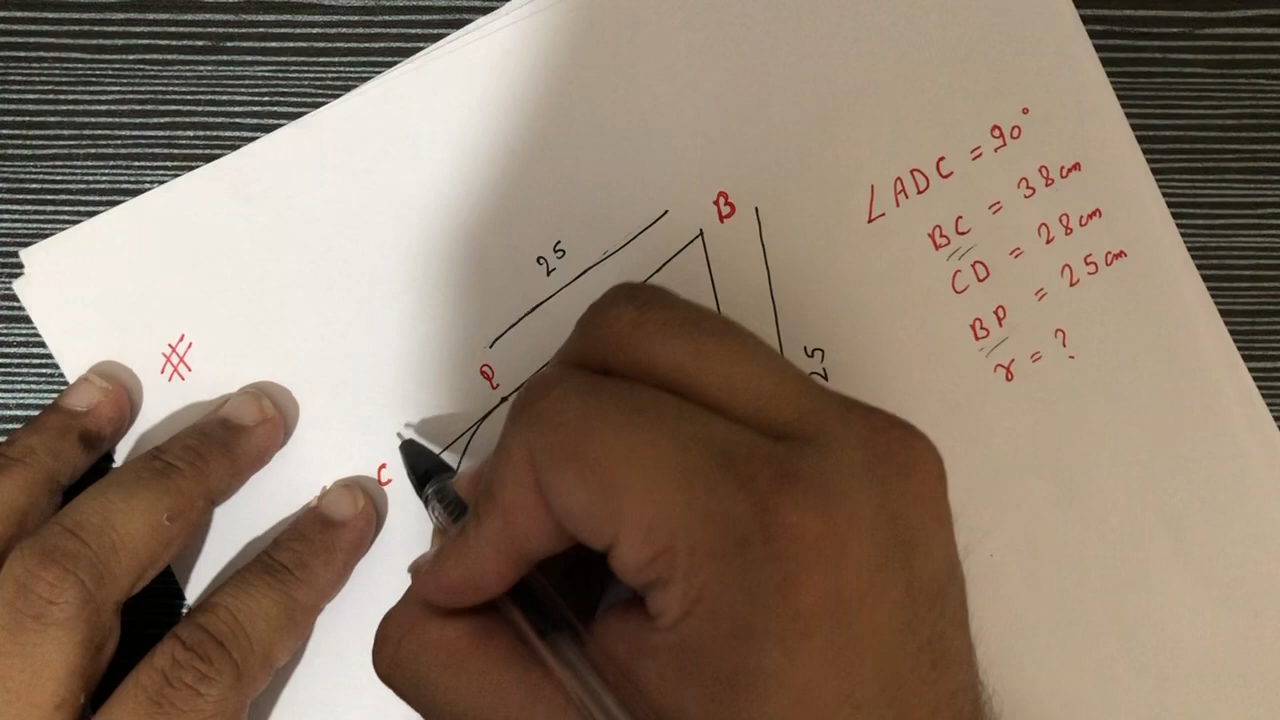 ∠ADC = 90°
BC = 38cm
CD = 28cm
BP = 25cm
r = ?
B
25
25
P
C
#